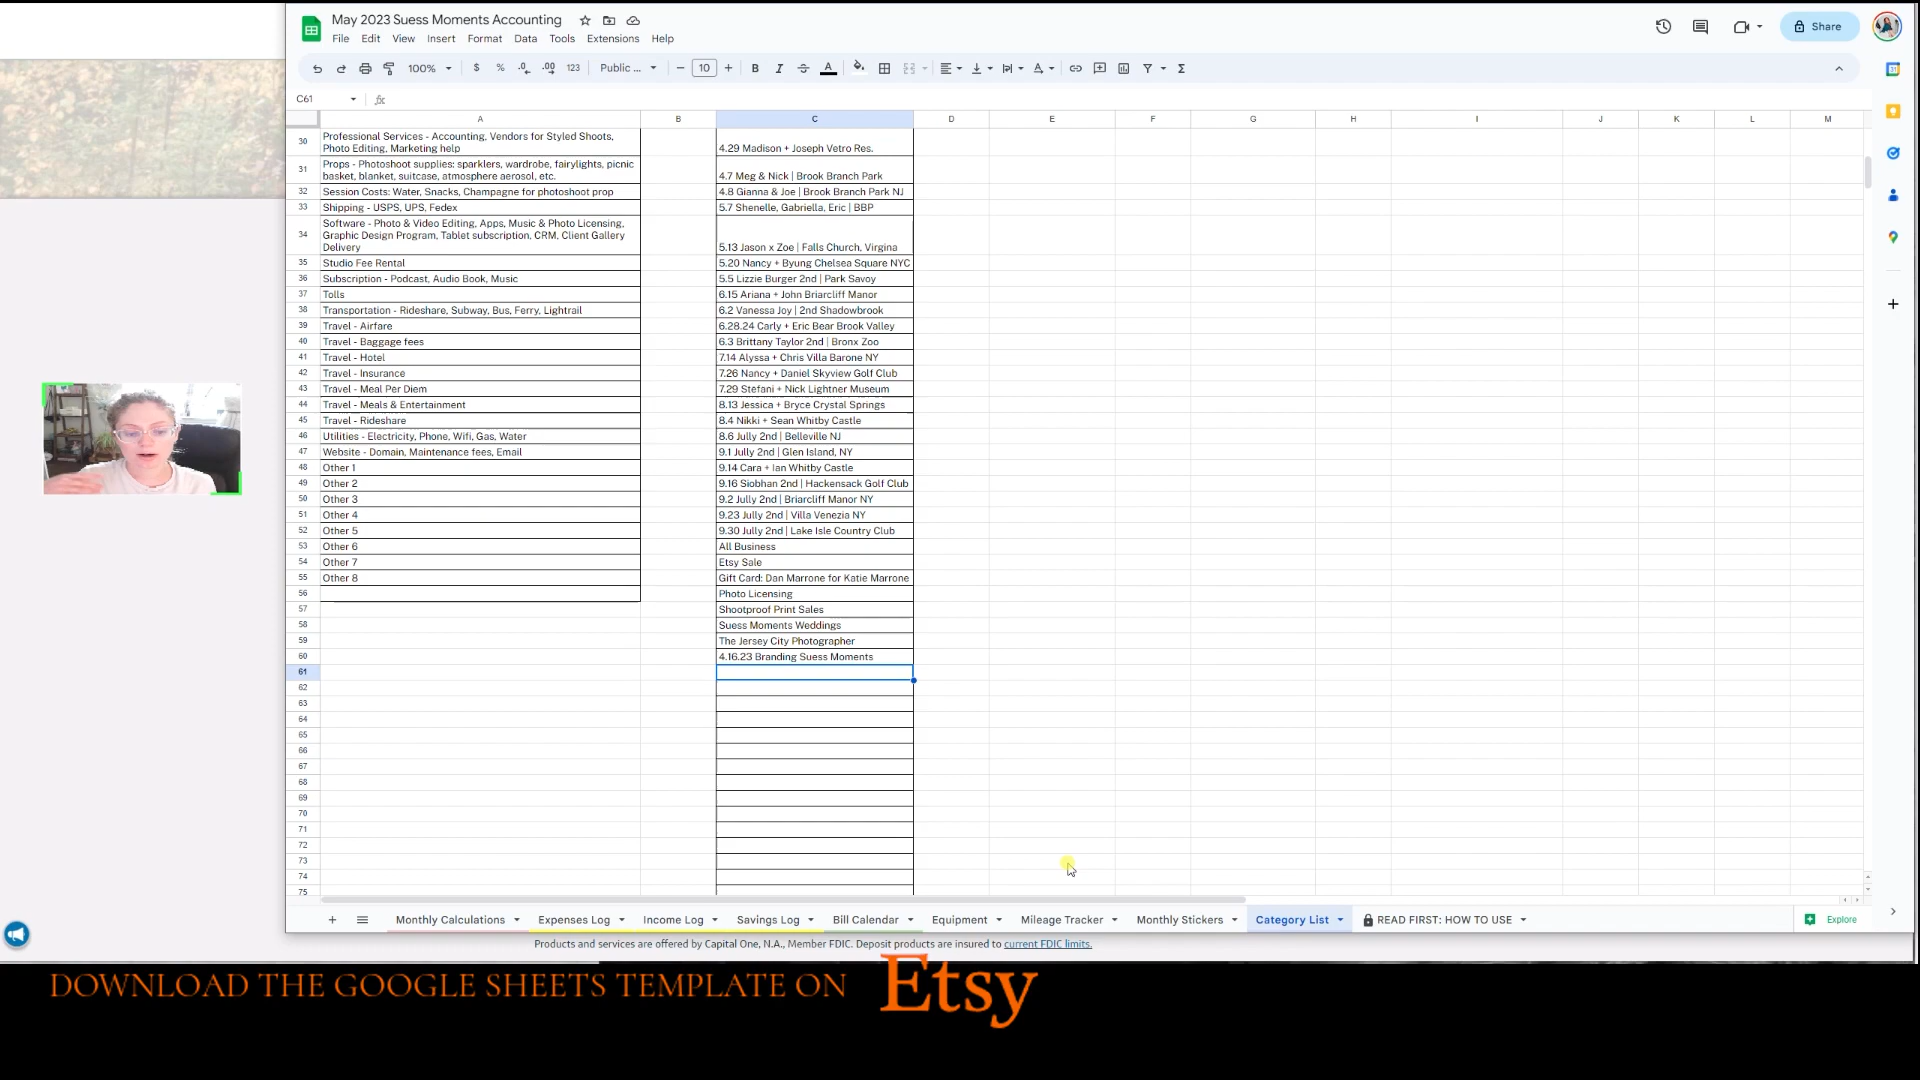 May 2023 Suess Moments Accounting
File Edit View Insert Format Data Tools Extensions Help
Share
100% $ % .0 .00 123 Public ... 10 B I A Σ
C61 fx
A B C D E F G H I J K L M
30 Professional Services - Accounting, Vendors for Styled Shoots,
Photo Editing, Marketing help 4.29 Madison + Joseph Vetro Res.
31 Props - Photoshoot supplies: sparklers, wardrobe, fairylights, picnic
basket, blanket, suitcase, atmosphere aerosol, etc. 4.7 Meg & Nick | Brook Branch Park
32 Session Costs: Water, Snacks, Champagne for photoshoot prop 4.8 Gianna & Joe | Brook Branch Park NJ
33 Shipping - USPS, UPS, Fedex 5.7 Shenelle, Gabriella, Eric | BBP
Software - Photo & Video Editing, Apps, Music & Photo Licensing,
34 Graphic Design Program, Tablet subscription, CRM, Client Gallery
Delivery 5.13 Jason x Zoe | Falls Church, Virgina
35 Studio Fee Rental 5.20 Nancy + Byung Chelsea Square NYC
36 Subscription - Podcast, Audio Book, Music 5.5 Lizzie Burger 2nd | Park Savoy
37 Tolls 6.15 Ariana + John Briarcliff Manor
38 Transportation - Rideshare, Subway, Bus, Ferry, Lightrail 6.2 Vanessa Joy | 2nd Shadowbrook
39 Travel - Airfare 6.28.24 Carly + Eric Bear Brook Valley
40 Travel - Baggage fees 6.3 Brittany Taylor 2nd | Bronx Zoo
41 Travel - Hotel 7.14 Alyssa + Chris Villa Barone NY
42 Travel - Insurance 7.26 Nancy + Daniel Skyview Golf Club
43 Travel - Meal Per Diem 7.29 Stefani + Nick Lightner Museum
44 Travel - Meals & Entertainment 8.13 Jessica + Bryce Crystal Springs
45 Travel - Rideshare 8.4 Nikki + Sean Whitby Castle
46 Utilities - Electricity, Phone, Wifi, Gas, Water 8.6 Jully 2nd | Belleville NJ
47 Website - Domain, Maintenance fees, Email 9.1 Jully 2nd | Glen Island, NY
48 Other 1 9.14 Cara + Ian Whitby Castle
49 Other 2 9.16 Siobhan 2nd | Hackensack Golf Club
50 Other 3 9.2 Jully 2nd | Briarcliff Manor NY
51 Other 4 9.23 Jully 2nd | Villa Venezia NY
52 Other 5 9.30 Jully 2nd | Lake Isle Country Club
53 Other 6 All Business
54 Other 7 Etsy Sale
55 Other 8 Gift Card: Dan Marrone for Katie Marrone
56 Photo Licensing
57 Shootproof Print Sales
58 Suess Moments Weddings
59 The Jersey City Photographer
60 4.16.23 Branding Suess Moments
61
62
63
64
65
66
67
68
69
70
71
72
73
74
75
Monthly Calculations Expenses Log Income Log Savings Log Bill Calendar Equipment Mileage Tracker Monthly Stickers Category List READ FIRST: HOW TO USE Explore
Products and services are offered by Capital One, N.A., Member FDIC. Deposit products are insured to current FDIC limits.
DOWNLOAD THE GOOGLE SHEETS TEMPLATE ON Etsy